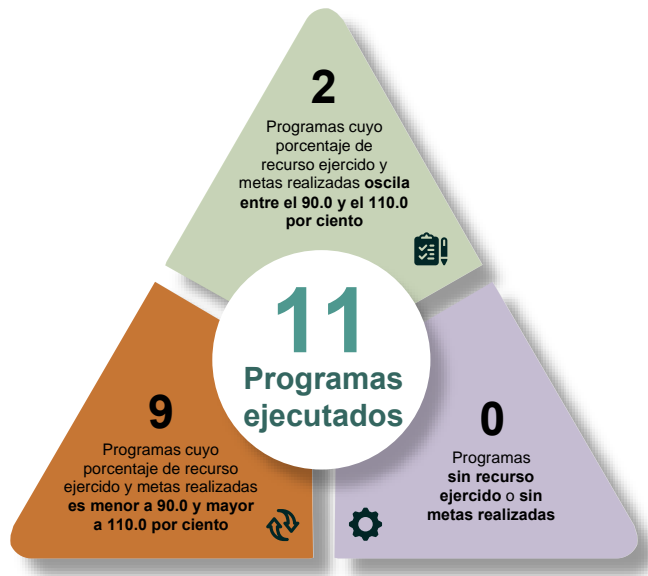 2
Programas cuyo
porcentaje de
recurso ejercido y
metas realizadas oscila
entre el 90.0 y el 110.0
por ciento
11
Programas
ejecutados
9
Programas cuyo
porcentaje de recurso
ejercido y metas realizadas
es menor a 90.0 y mayor
a 110.0 por ciento
0
Programas
sin recurso
ejercido o sin
metas realizadas